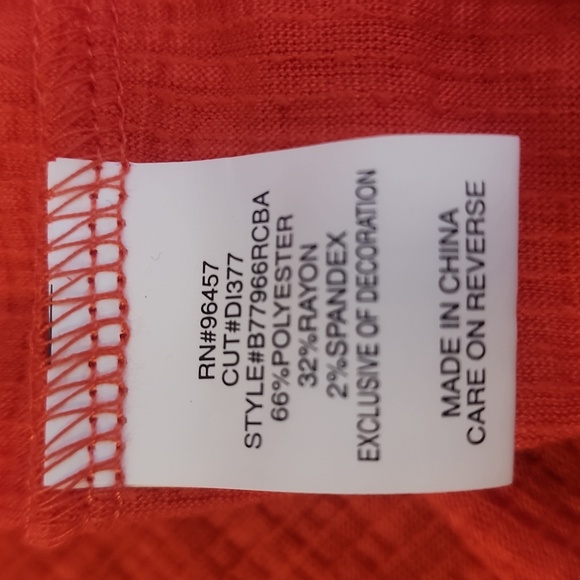 RN#96457
CUT#DI377
STYLE#B77966RCBA
66%POLYESTER
32%RAYON
2%SPANDEX
EXCLUSIVE OF DECORATION
MADE IN CHINA
CARE ON REVERSE